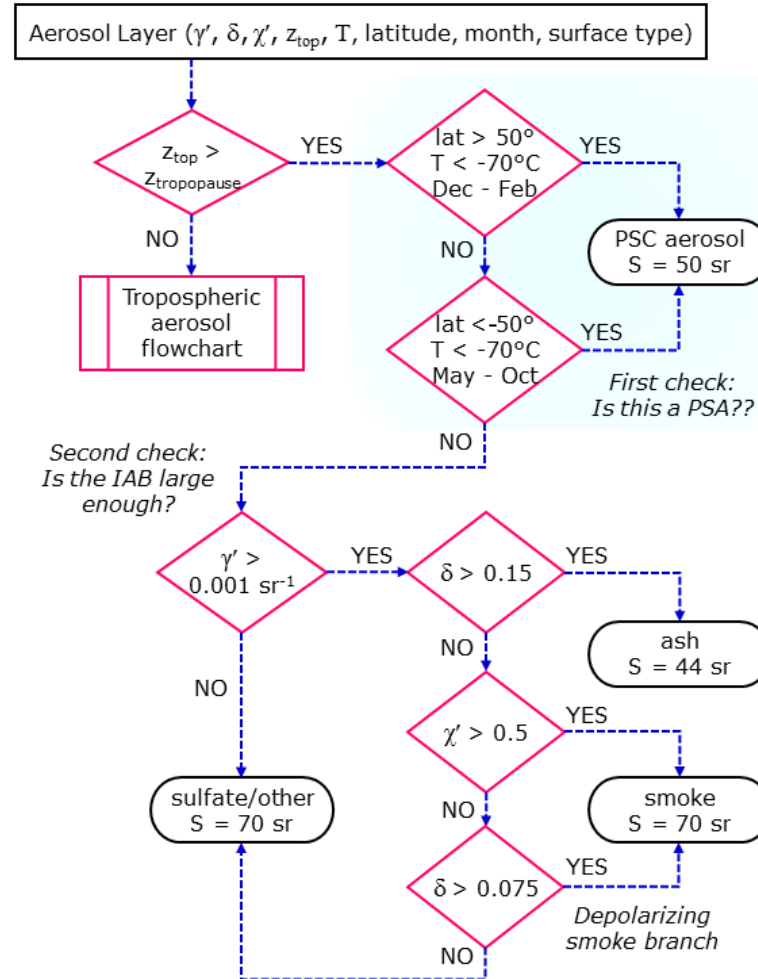 Aerosol Layer (γ′, δ, χ′, z_top, T, latitude, month, surface type)
z_top >
z_tropopause
YES
lat > 50°
T < -70°C
Dec - Feb
YES
NO
NO
PSC aerosol
S = 50 sr
Tropospheric
aerosol
flowchart
lat <-50°
T < -70°C
May - Oct
YES
First check:
Is this a PSA??
NO
Second check:
Is the IAB large
enough?
γ′ >
0.001 sr⁻¹
YES
δ > 0.15
YES
NO
NO
ash
S = 44 sr
χ′ > 0.5
YES
NO
sulfate/other
S = 70 sr
smoke
S = 70 sr
δ > 0.075
YES
Depolarizing
smoke branch
NO